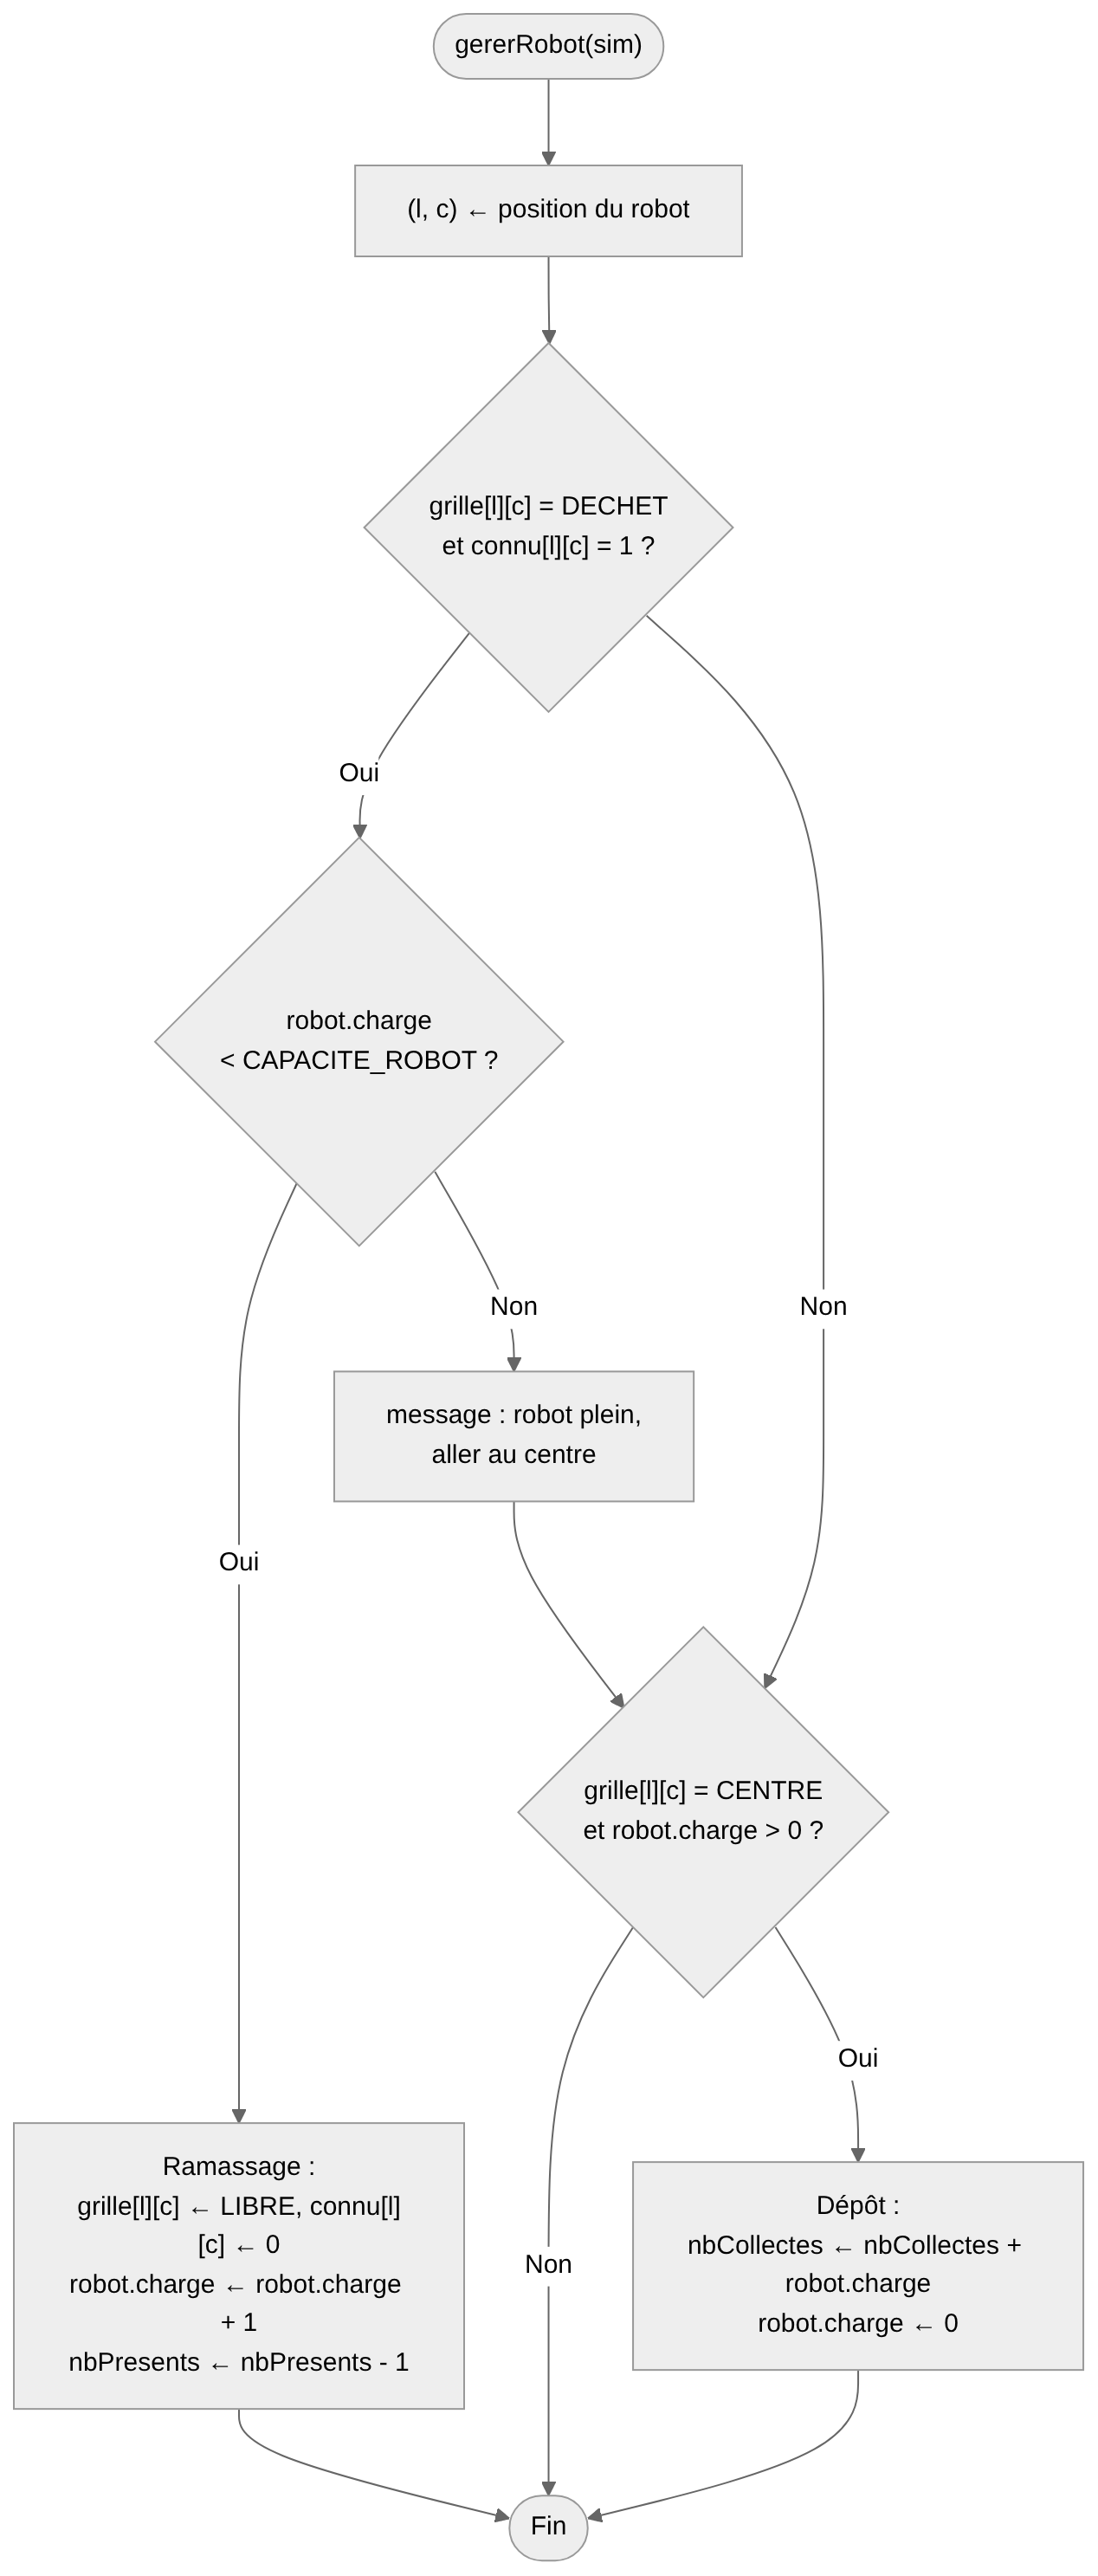 gererRobot(sim)
(l, c) ← position du robot
grille[l][c] = DECHET
et connu[l][c] = 1 ?
Oui
robot.charge
< CAPACITE_ROBOT ?
Non
Non
message : robot plein,
aller au centre
Oui
grille[l][c] = CENTRE
et robot.charge > 0 ?
Oui
Ramassage :
grille[l][c] ← LIBRE, connu[l]
[c] ← 0
robot.charge ← robot.charge
+ 1
nbPresents ← nbPresents - 1
Non
Dépôt :
nbCollectes ← nbCollectes +
robot.charge
robot.charge ← 0
Fin